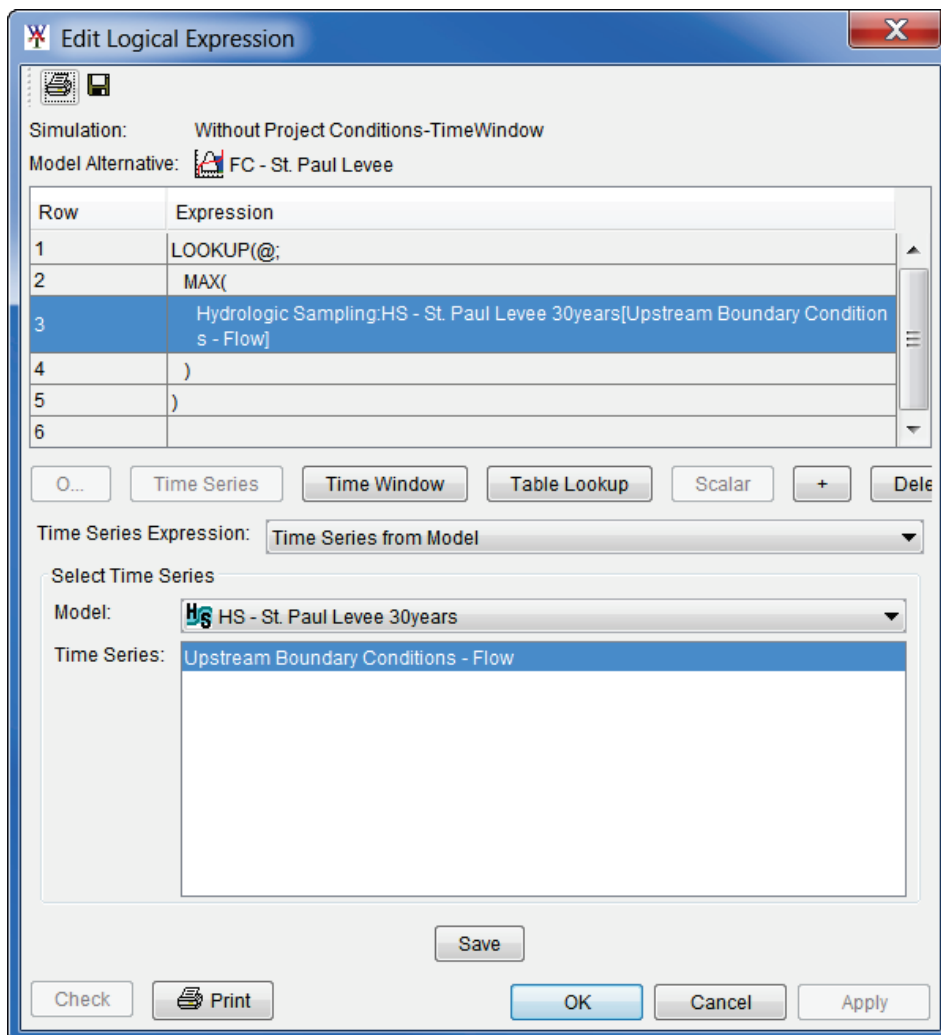 Edit Logical Expression
Simulation: Without Project Conditions-TimeWindow
Model Alternative: FC - St. Paul Levee
Row Expression
1 LOOKUP(@;
2 MAX(
3 Hydrologic Sampling:HS - St. Paul Levee 30years[Upstream Boundary Condition
s - Flow]
4 )
5 )
6
O... Time Series Time Window Table Lookup Scalar + Dele
Time Series Expression: Time Series from Model
Select Time Series
Model: HS HS - St. Paul Levee 30years
Time Series: Upstream Boundary Conditions - Flow
Save
Check Print OK Cancel Apply